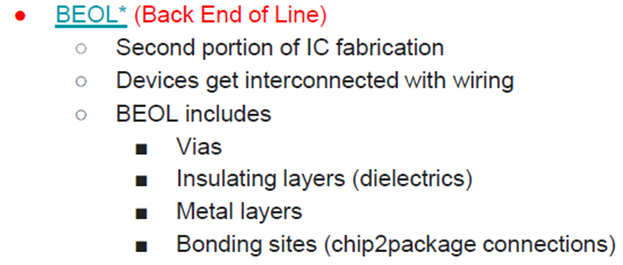 ● BEOL* (Back End of Line)
○ Second portion of IC fabrication
○ Devices get interconnected with wiring
○ BEOL includes
■ Vias
■ Insulating layers (dielectrics)
■ Metal layers
■ Bonding sites (chip2package connections)